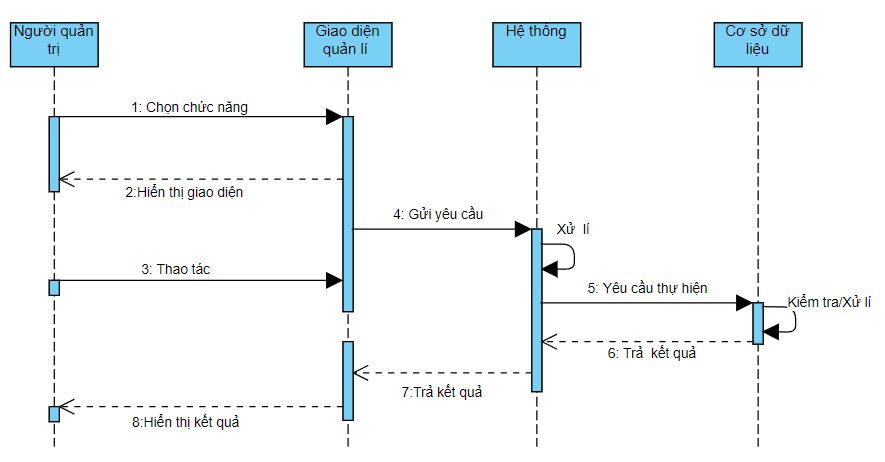 Người quản
trị
Giao diện
quản lí
Hệ thông
Cơ sở dữ
liệu
1: Chọn chức năng
2:Hiển thị giao diện
4: Gửi yêu cầu
Xử lí
3: Thao tác
5: Yêu cầu thự hiện
Kiểm tra/Xử lí
6: Trả kết quả
7:Trả kết quả
8:Hiển thị kết quả